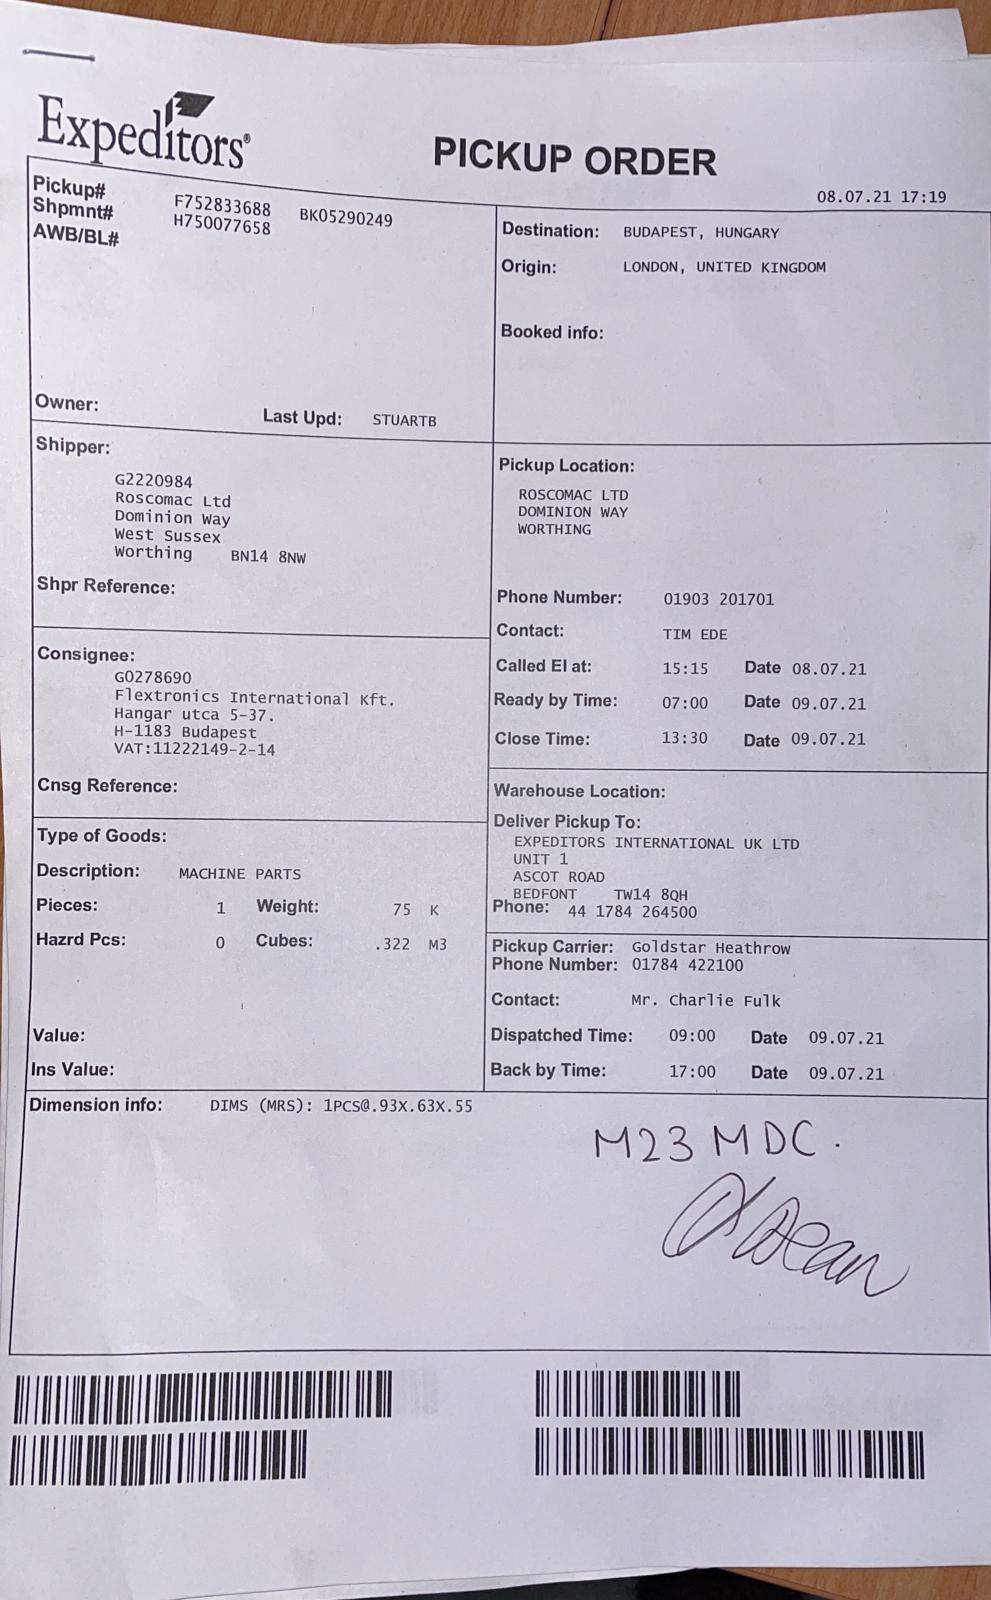 Expeditors®
PICKUP ORDER
08.07.21 17:19
Pickup# F752833688 BK05290249
Shpmnt# H750077658
AWB/BL#
Owner: Last Upd: STUARTB
Destination: BUDAPEST, HUNGARY
Origin: LONDON, UNITED KINGDOM
Booked info:
Shipper:
G2220984
Roscomac Ltd
Dominion Way
West Sussex
Worthing BN14 8NW
Shpr Reference:
Pickup Location:
ROSCOMAC LTD
DOMINION WAY
WORTHING
Phone Number: 01903 201701
Contact: TIM EDE
Called EI at: 15:15 Date 08.07.21
Ready by Time: 07:00 Date 09.07.21
Close Time: 13:30 Date 09.07.21
Consignee:
G0278690
Flextronics International Kft.
Hangar utca 5-37.
H-1183 Budapest
VAT:11222149-2-14
Cnsg Reference:
Warehouse Location:
Deliver Pickup To:
EXPEDITORS INTERNATIONAL UK LTD
UNIT 1
ASCOT ROAD
BEDFONT TW14 8QH
Phone: 44 1784 264500
Type of Goods:
Description: MACHINE PARTS
Pieces: 1 Weight: 75 K
Hazrd Pcs: 0 Cubes: .322 M3
Value:
Ins Value:
Pickup Carrier: Goldstar Heathrow
Phone Number: 01784 422100
Contact: Mr. Charlie Fulk
Dispatched Time: 09:00 Date 09.07.21
Back by Time: 17:00 Date 09.07.21
Dimension info: DIMS (MRS): 1PCS@.93X.63X.55
M23 MDC.